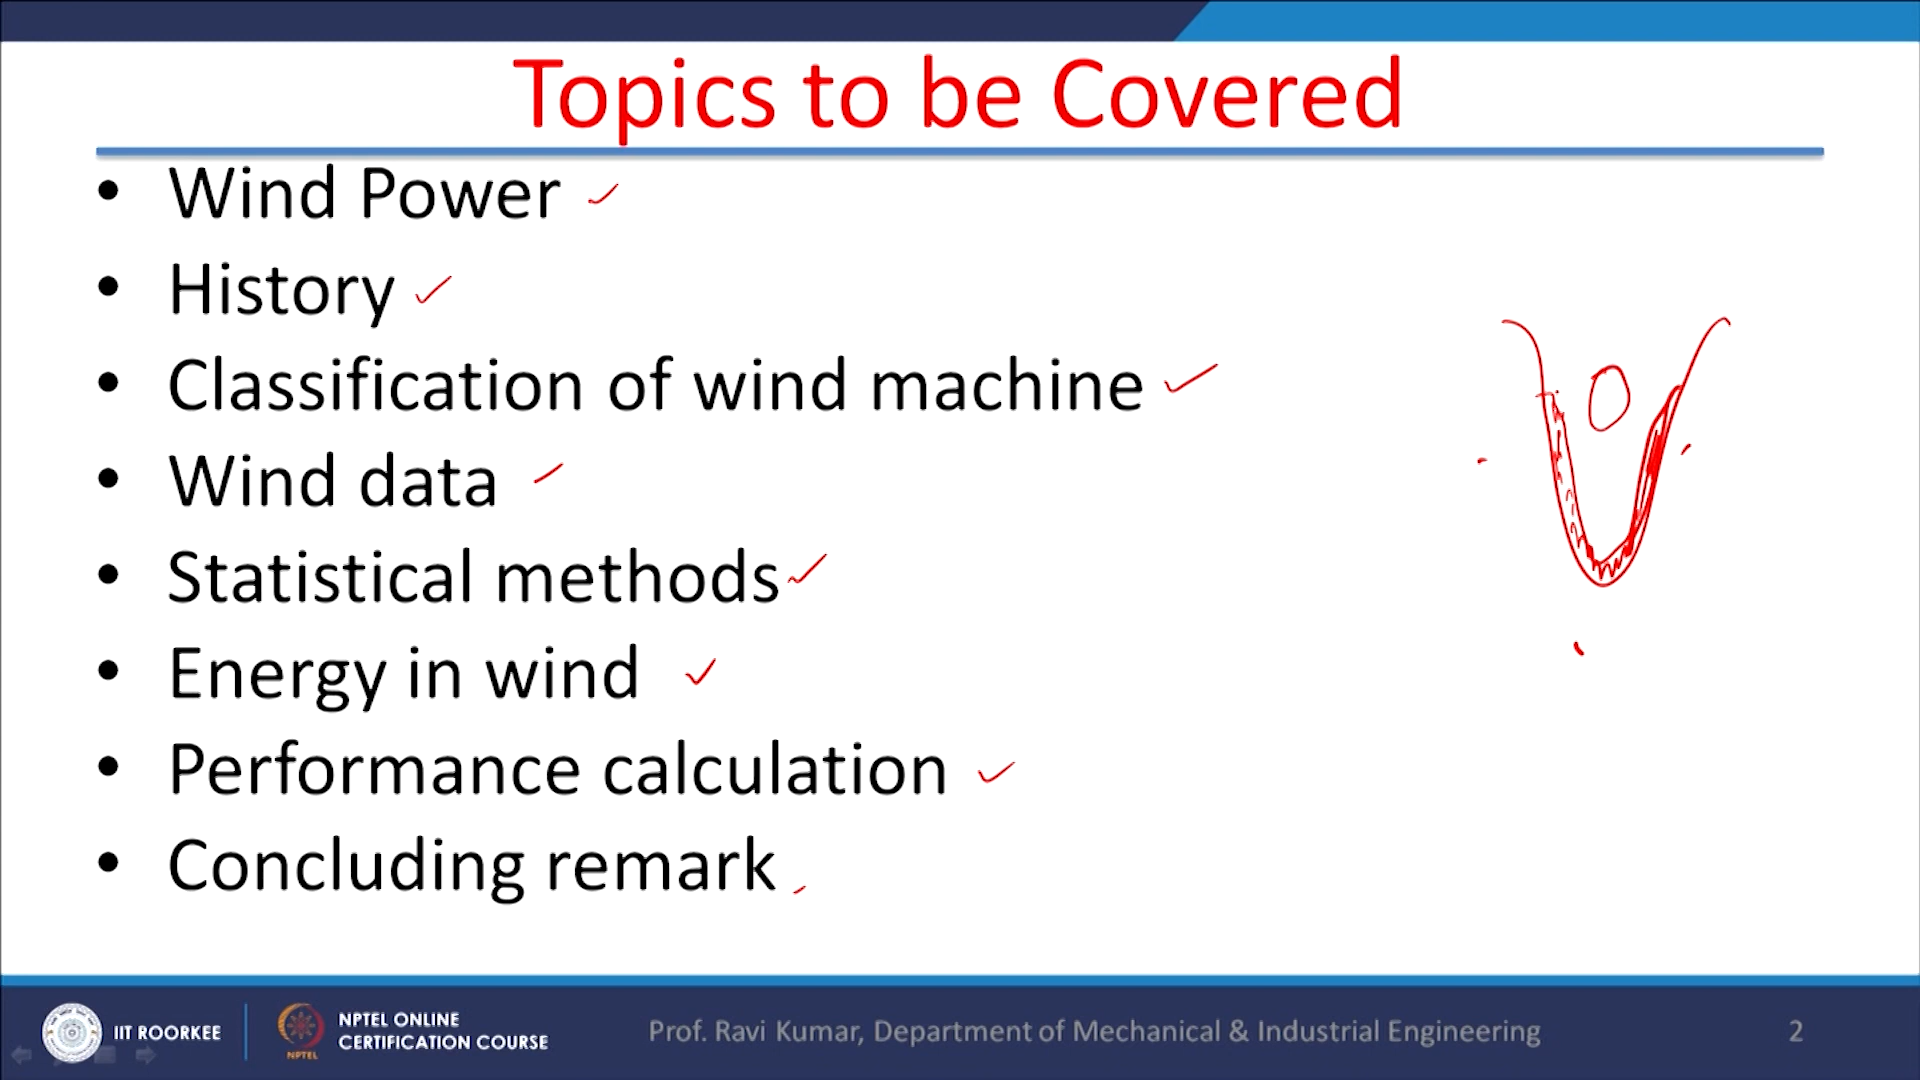 Topics to be Covered
• Wind Power
• History
• Classification of wind machine
• Wind data
• Statistical methods
• Energy in wind
• Performance calculation
• Concluding remark
IIT ROORKEE
NPTEL
NPTEL ONLINE
CERTIFICATION COURSE
Prof. Ravi Kumar, Department of Mechanical & Industrial Engineering
2